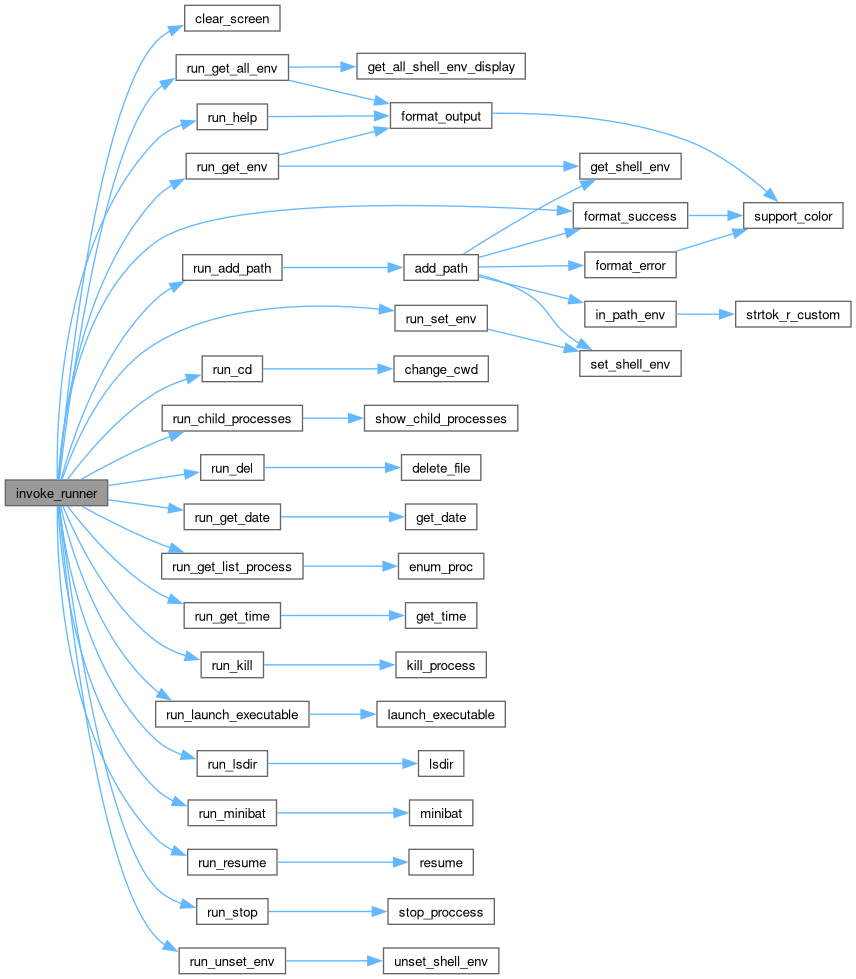 clear_screen
run_get_all_env
get_all_shell_env_display
run_help
format_output
run_get_env
get_shell_env
format_success
support_color
run_add_path
add_path
format_error
run_set_env
in_path_env
strtok_r_custom
run_cd
change_cwd
set_shell_env
run_child_processes
show_child_processes
run_del
delete_file
invoke_runner
run_get_date
get_date
run_get_list_process
enum_proc
run_get_time
get_time
run_kill
kill_process
run_launch_executable
launch_executable
run_lsdir
lsdir
run_minibat
minibat
run_resume
resume
run_stop
stop_proccess
run_unset_env
unset_shell_env